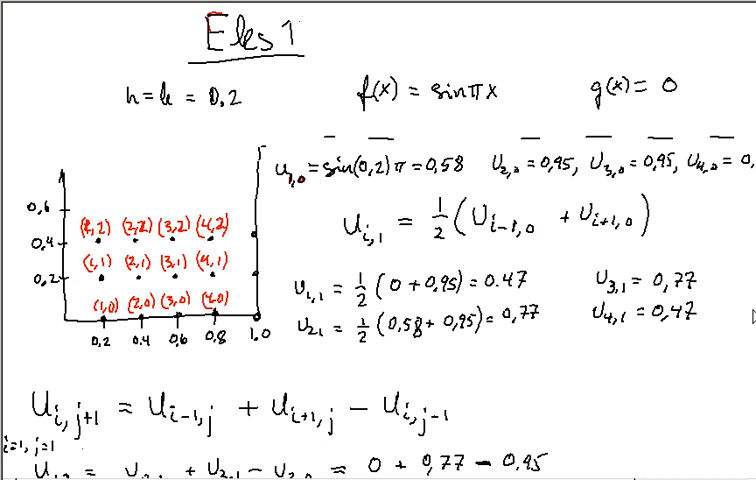 Eks 1
h=k = 0,2
f(x) = sin πx
g(x) = 0
u1,0 = sin(0,2)π = 0,58 U2,0 = 0,95, U3,0 = 0,95, U4,0 = 0,
Ui,1 = 1/2 (Ui-1,0 + Ui+1,0)
0,6
0,4
0,2
(1,2) (2,2) (3,2) (4,2)
(1,1) (2,1) (3,1) (4,1)
(1,0) (2,0) (3,0) (4,0)
0,2 0,4 0,6 0,8 1,0
U1,1 = 1/2 (0 + 0,95) = 0.47 U3,1 = 0,77
U2,1 = 1/2 (0,58 + 0,95) = 0,77 U4,1 = 0,47
Ui,j+1 = Ui-1,j + Ui+1,j - Ui,j-1
i=1, j=1
+ U2,1 - = 0 + 0,77 - 0,95